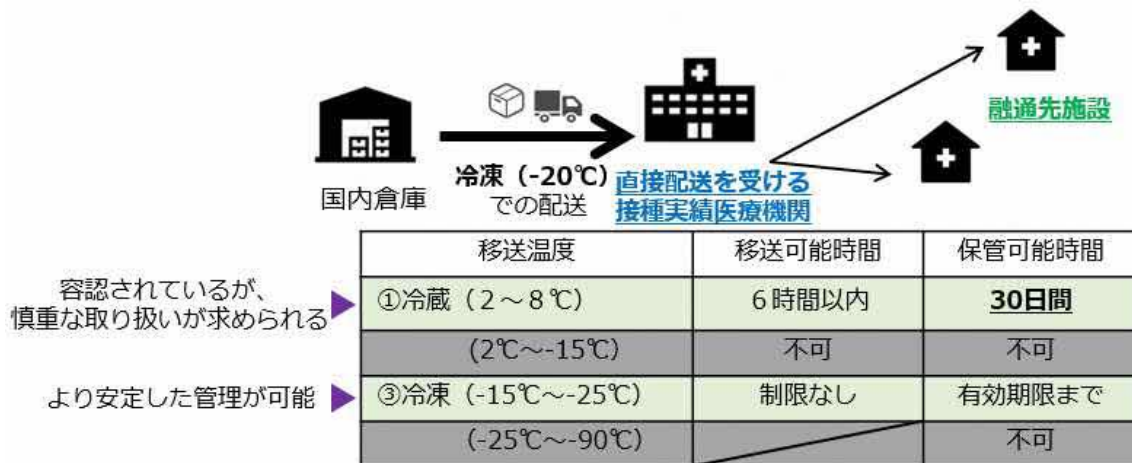 融通先施設
国内倉庫
冷凍（-20℃）
での配送
直接配送を受ける
接種実績医療機関
移送温度 移送可能時間 保管可能時間
容認されているが、
慎重な取り扱いが求められる
①冷蔵（2～8℃） 6時間以内 30日間
(2℃～-15℃) 不可 不可
より安定した管理が可能
③冷凍（-15℃～-25℃） 制限なし 有効期限まで
(-25℃～-90℃) 不可